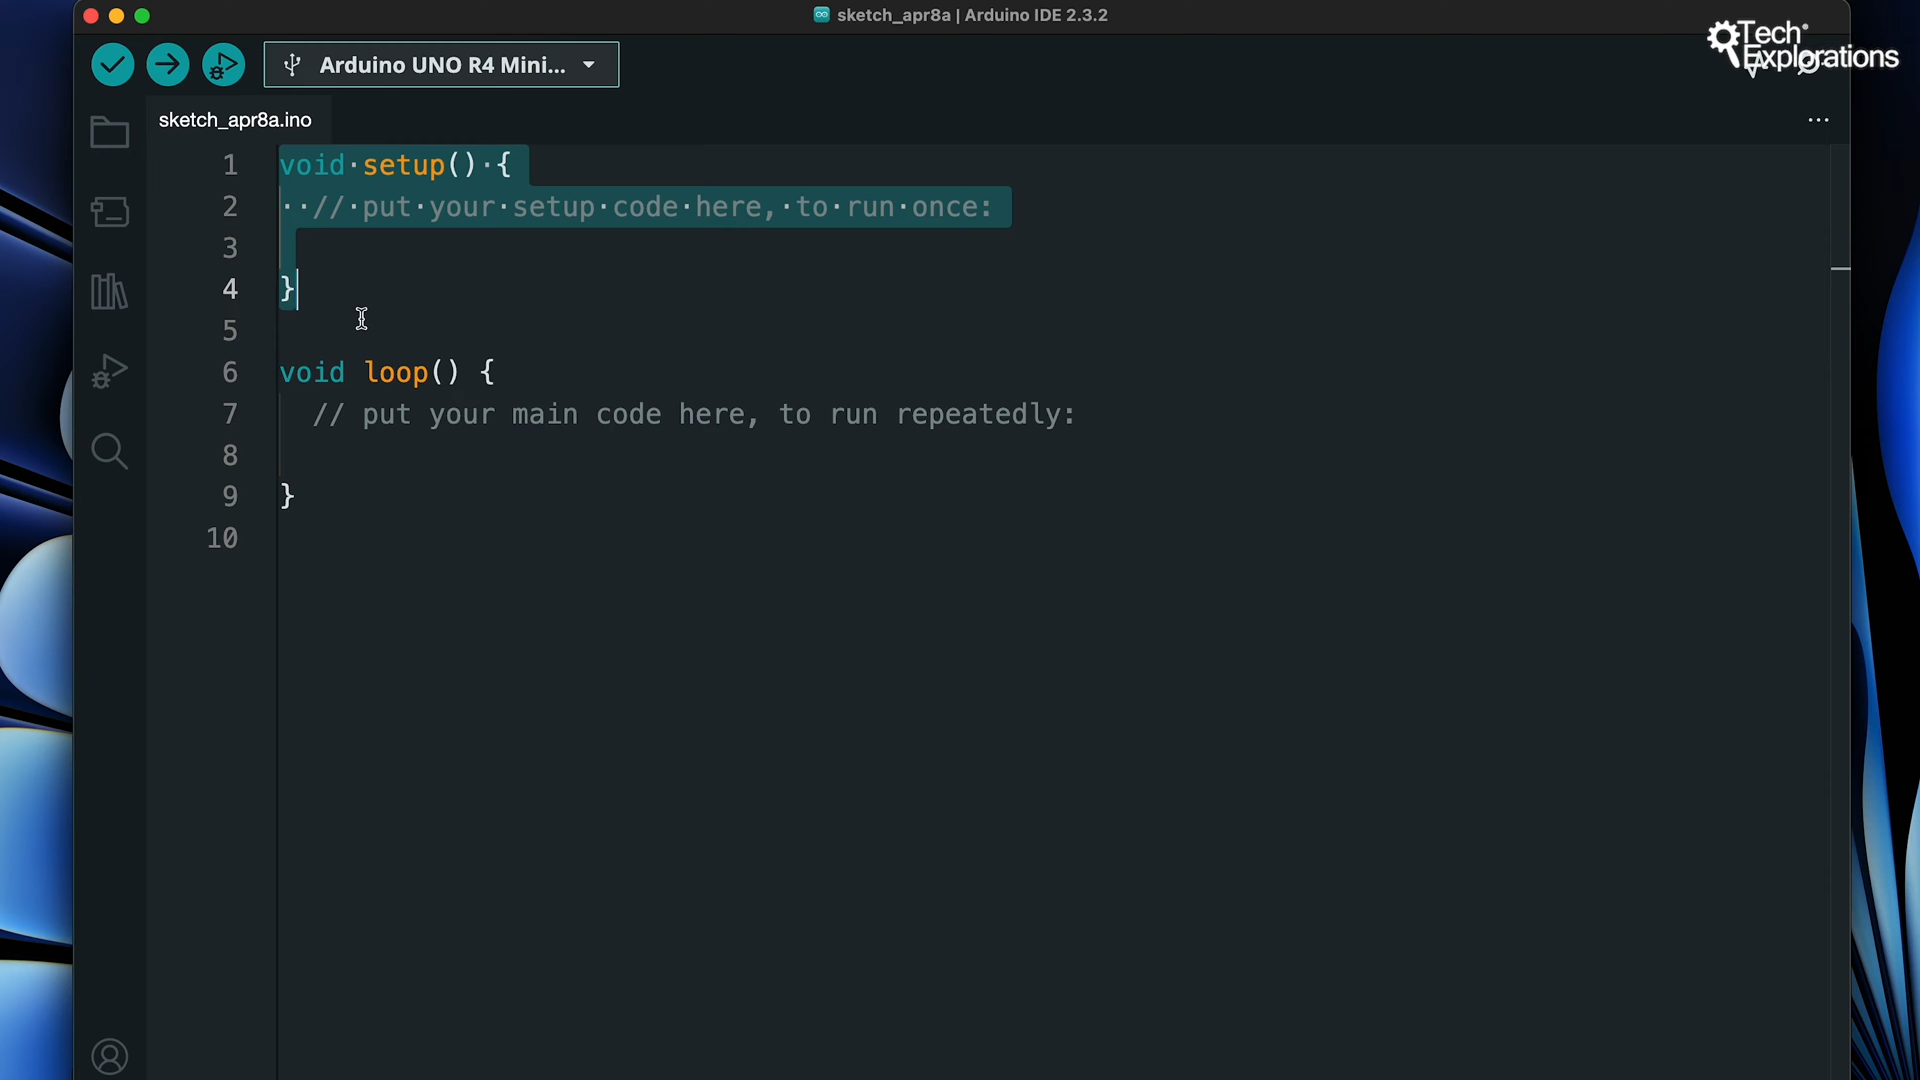 sketch_apr8a | Arduino IDE 2.3.2
Tech
Explorations
Arduino UNO R4 Mini...
sketch_apr8a.ino
1 void setup() {
2 // put your setup code here, to run once:
3
4 }
5
6 void loop() {
7 // put your main code here, to run repeatedly:
8
9 }
10